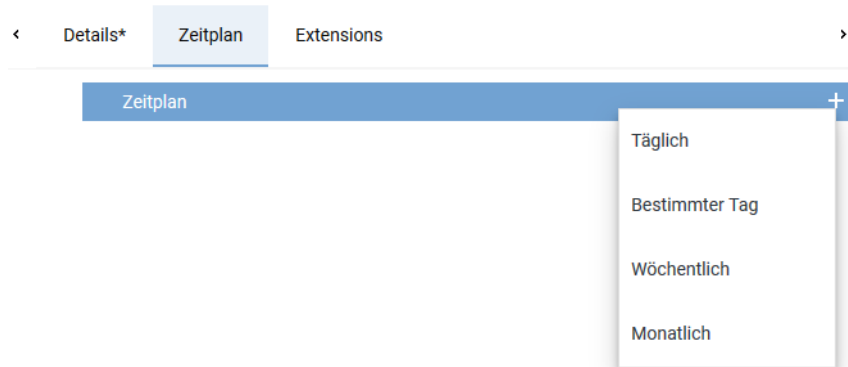 Details* Zeitplan Extensions
Zeitplan
Täglich
Bestimmter Tag
Wöchentlich
Monatlich